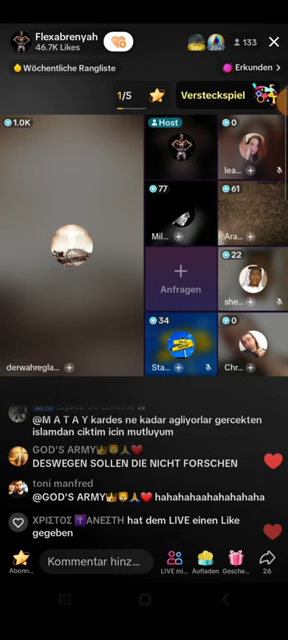 Flexabrenyah
46.7K Likes
20+
133
Wöchentliche Rangliste
Erkunden >
1/5
Versteckspiel
1.0K
Host
0
lea...
77
61
Mil...
Ara...
22
Anfragen
she...
34
0
derwahregla...
Sta...
Chr...
@M A T A Y kardes ne kadar agliyorlar gercekten
islamdan ciktim icin mutluyum
GOD'S ARMY👑🦁🙏❤️
DESWEGEN SOLLEN DIE NICHT FORSCHEN
toni manfred
@GOD'S ARMY👑🦁🙏❤️ hahahahaahahahahaha
ΧΡΙΣΤΟΣ ✝️ ΑΝΕΣΤΗ hat dem LIVE einen Like
gegeben
Kommentar hinz...
Abonn...
LIVE mi...
Aufladen
Gesche...
26